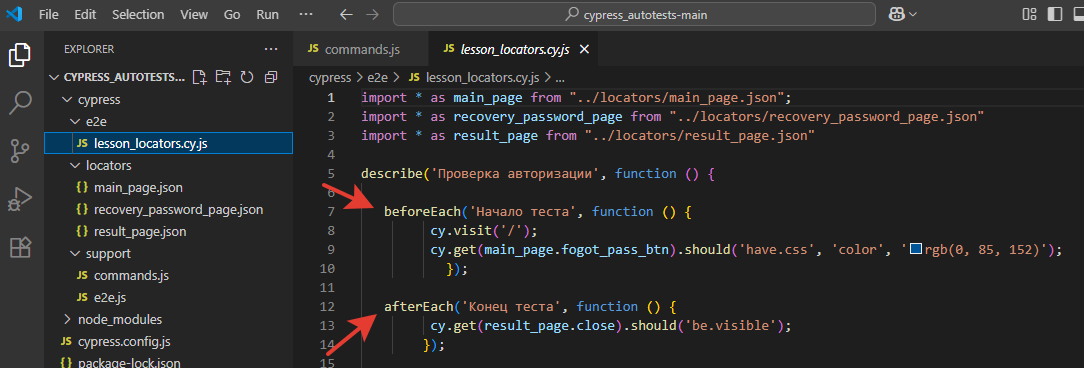 File Edit Selection View Go Run ··· cypress_autotests-main
EXPLORER ···
CYPRESS_AUTOTESTS...
cypress
e2e
JS lesson_locators.cy.js
locators
{} main_page.json
{} recovery_password_page.json
{} result_page.json
support
JS commands.js
JS e2e.js
node_modules
JS cypress.config.js
{} package-lock.json
JS commands.js JS lesson_locators.cy.js
cypress > e2e > JS lesson_locators.cy.js > ...
1 import * as main_page from "../locators/main_page.json";
2 import * as recovery_password_page from "../locators/recovery_password_page.json"
3 import * as result_page from "../locators/result_page.json"
4
5 describe('Проверка авторизации', function () {
6
7 beforeEach('Начало теста', function () {
8 cy.visit('/');
9 cy.get(main_page.fogot_pass_btn).should('have.css', 'color', 'rgb(0, 85, 152)');
10 });
11
12 afterEach('Конец теста', function () {
13 cy.get(result_page.close).should('be.visible');
14 });
15